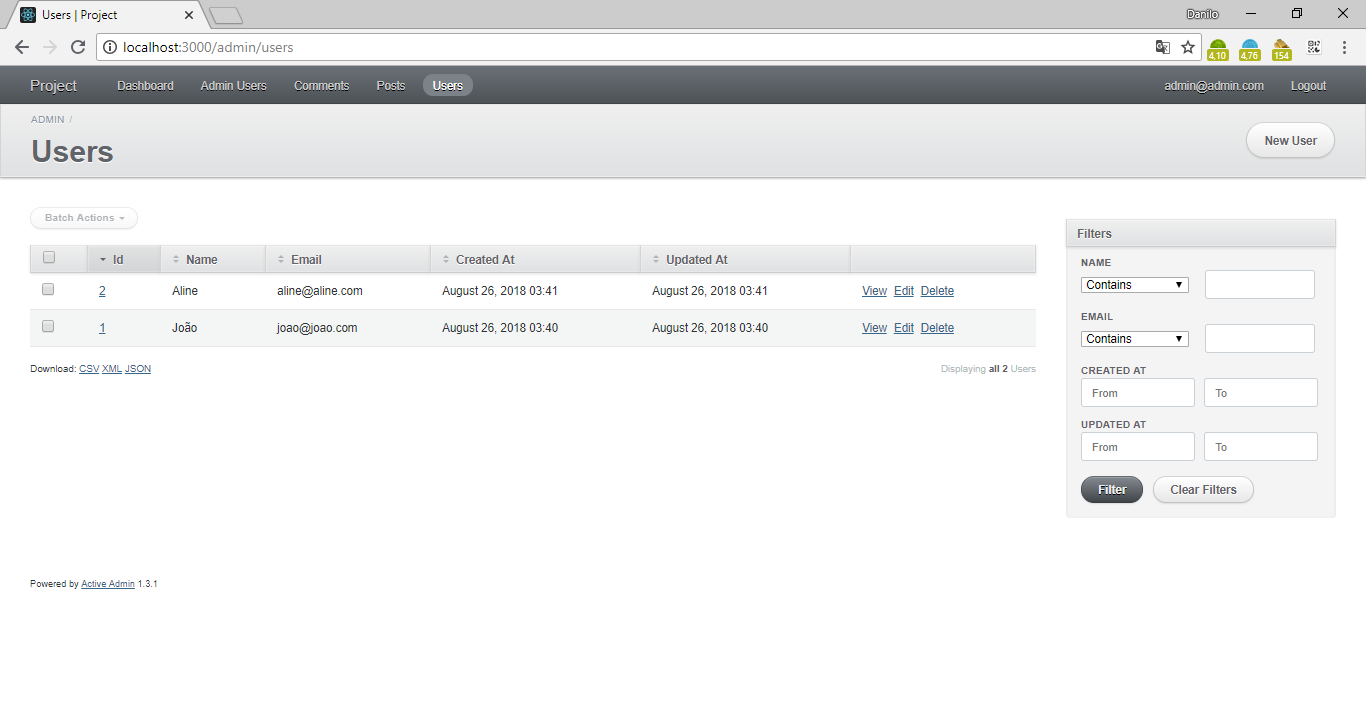 Users | Project
Danilo
localhost:3000/admin/users
4,10 4,76 154
Project Dashboard Admin Users Comments Posts Users admin@admin.com Logout
ADMIN /
Users
New User
Batch Actions
Id Name Email Created At Updated At
2 Aline aline@aline.com August 26, 2018 03:41 August 26, 2018 03:41 View Edit Delete
1 João joao@joao.com August 26, 2018 03:40 August 26, 2018 03:40 View Edit Delete
Download: CSV XML JSON
Displaying all 2 Users
Filters
NAME
Contains
EMAIL
Contains
CREATED AT
From To
UPDATED AT
From To
Filter Clear Filters
Powered by Active Admin 1.3.1